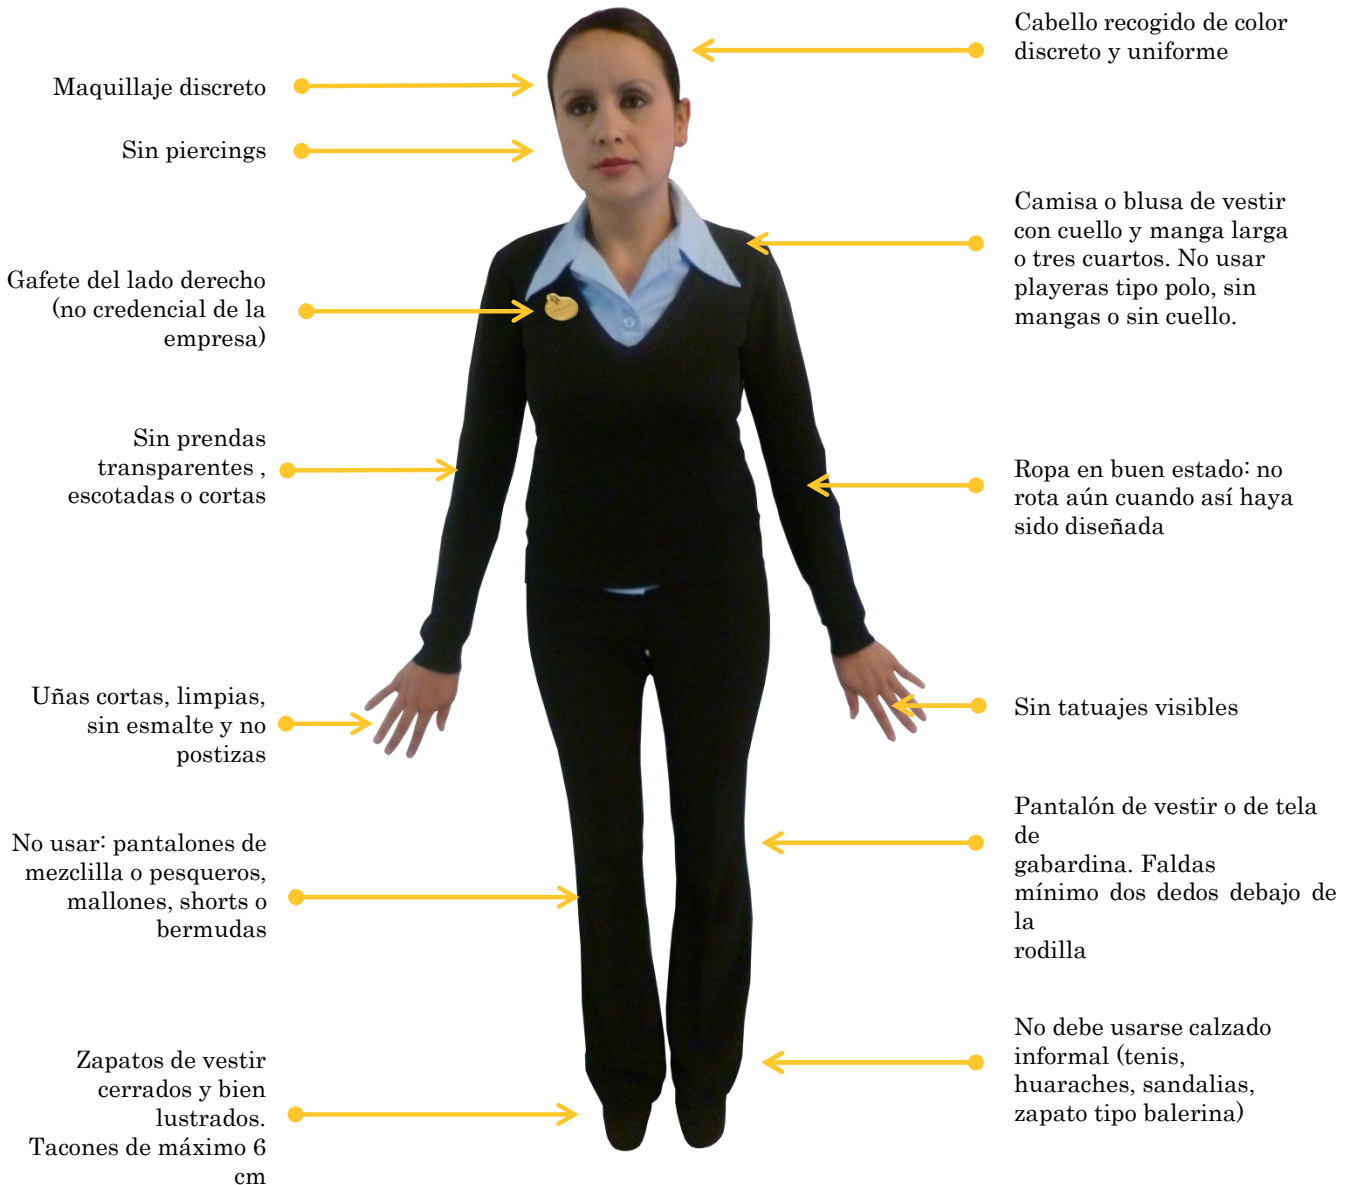 Cabello recogido de color
discreto y uniforme
Maquillaje discreto
Sin piercings
Camisa o blusa de vestir
con cuello y manga larga
o tres cuartos. No usar
playeras tipo polo, sin
mangas o sin cuello.
Gafete del lado derecho
(no credencial de la
empresa)
Sin prendas
transparentes ,
escotadas o cortas
Ropa en buen estado: no
rota aún cuando así haya
sido diseñada
Uñas cortas, limpias,
sin esmalte y no
postizas
Sin tatuajes visibles
Pantalón de vestir o de tela
de
gabardina. Faldas
mínimo dos dedos debajo de
la
rodilla
No usar: pantalones de
mezclilla o pesqueros,
mallones, shorts o
bermudas
No debe usarse calzado
informal (tenis,
huaraches, sandalias,
zapato tipo balerina)
Zapatos de vestir
cerrados y bien
lustrados.
Tacones de máximo 6
cm